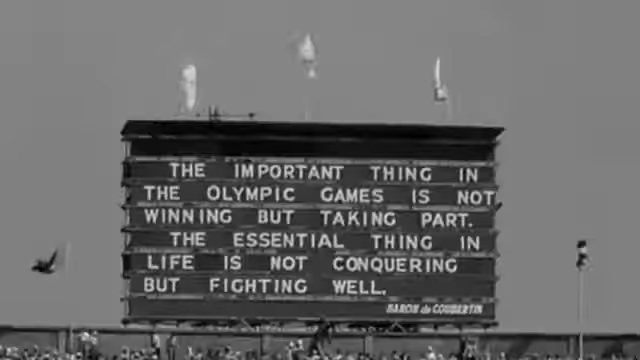 THE IMPORTANT THING IN
THE OLYMPIC GAMES IS NOT
WINNING BUT TAKING PART.
THE ESSENTIAL THING IN
LIFE IS NOT CONQUERING
BUT FIGHTING WELL.
BARON de COUBERTIN